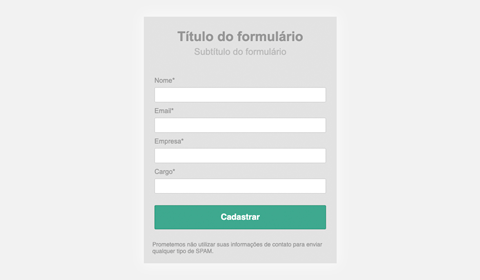 Título do formulário
Subtítulo do formulário
Nome*
Email*
Empresa*
Cargo*
Cadastrar
Prometemos não utilizar suas informações de contato para enviar
qualquer tipo de SPAM.